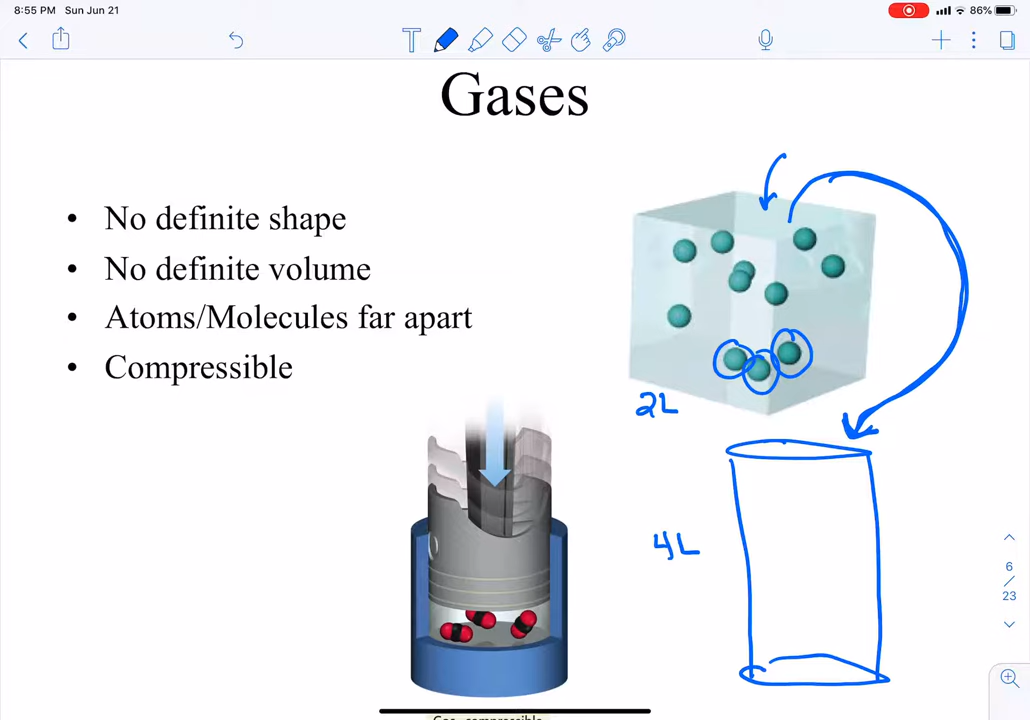 8:55 PM Sun Jun 21
86%
T
Gases
• No definite shape
• No definite volume
• Atoms/Molecules far apart
• Compressible
2L
4L
6
/
23